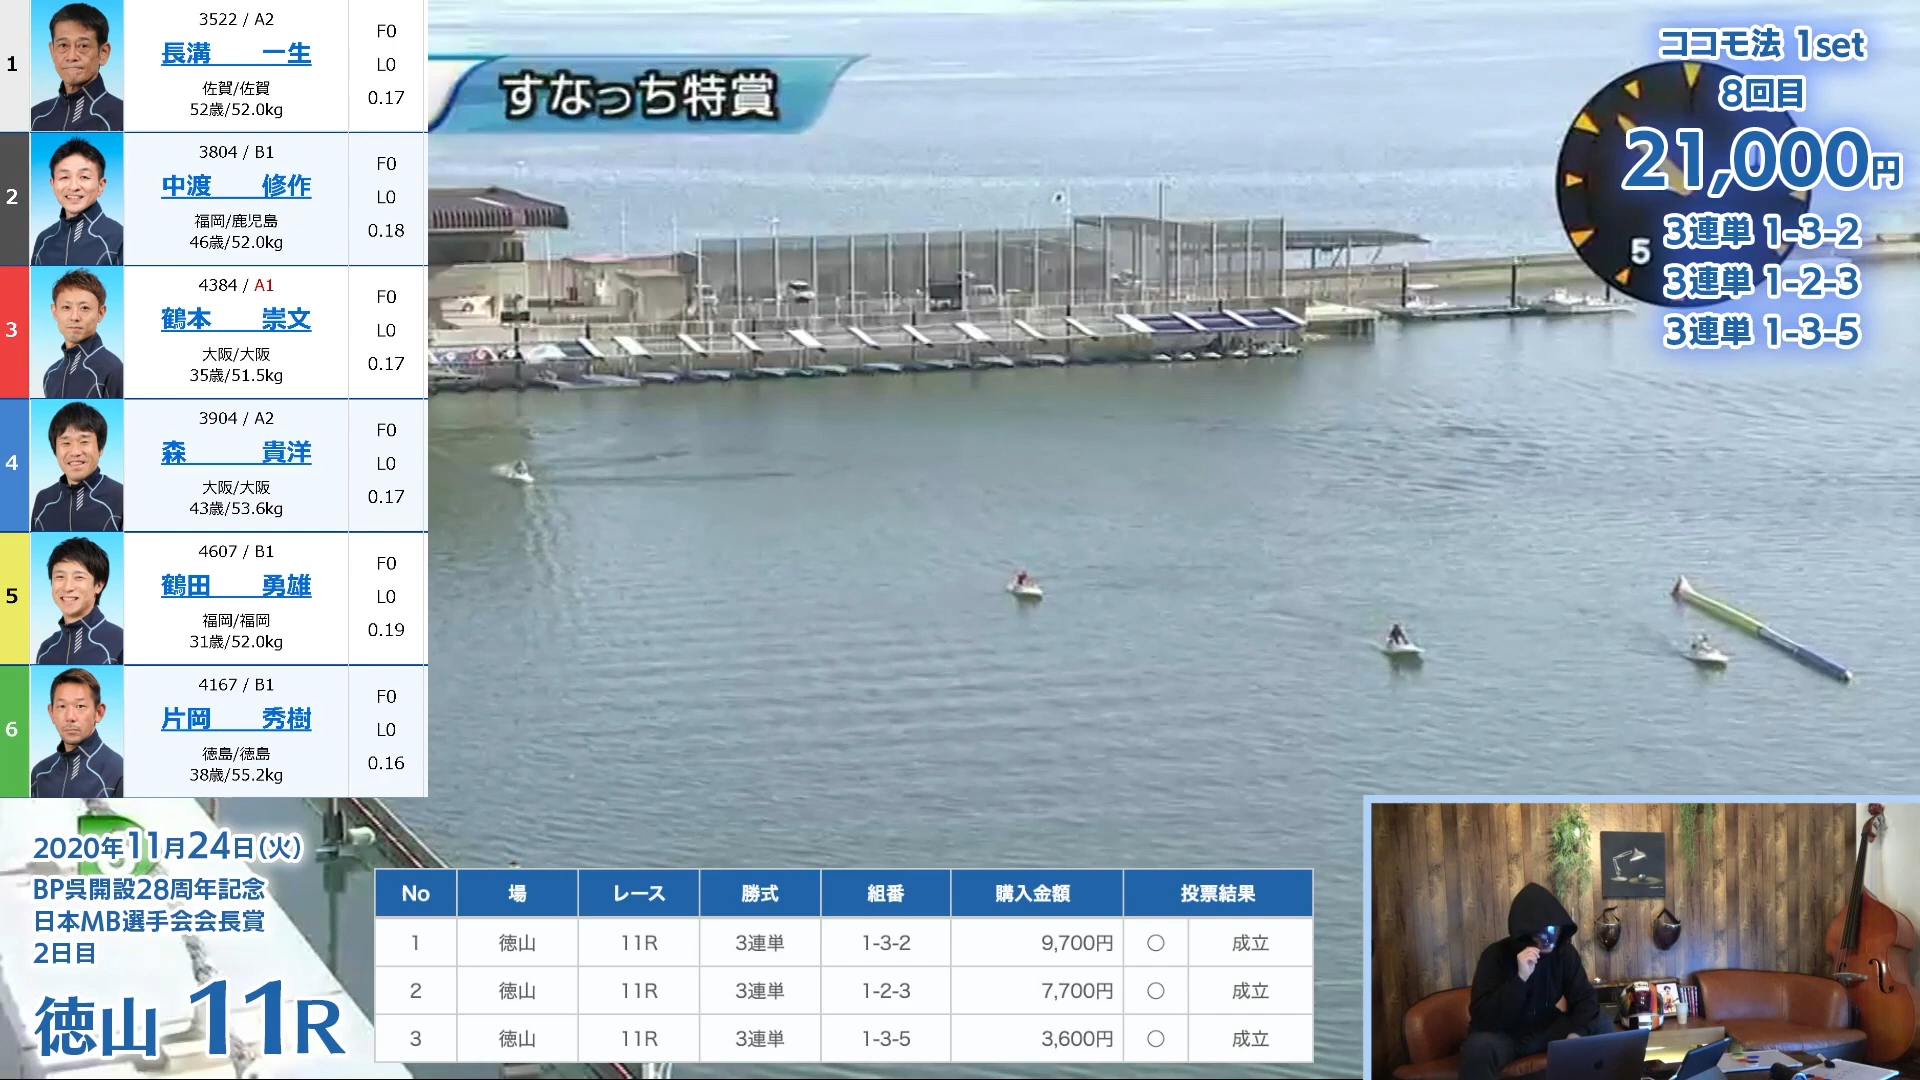 1
3522 / A2
長溝 一生
佐賀/佐賀
52歳/52.0kg
F0
L0
0.17
2
3804 / B1
中渡 修作
福岡/鹿児島
46歳/52.0kg
F0
L0
0.18
3
4384 / A1
鶴本 崇文
大阪/大阪
35歳/51.5kg
F0
L0
0.17
4
3904 / A2
森 貴洋
大阪/大阪
43歳/53.6kg
F0
L0
0.17
5
4607 / B1
鶴田 勇雄
福岡/福岡
31歳/52.0kg
F0
L0
0.19
6
4167 / B1
片岡 秀樹
徳島/徳島
38歳/55.2kg
F0
L0
0.16
すなっち特賞
ココモ法 1set
8回目
21,000円
3連単 1-3-2
3連単 1-2-3
3連単 1-3-5
5
2020年11月24日(火)
BP呉開設28周年記念
日本MB選手会会長賞
2日目
徳山 11R
No 場 レース 勝式 組番 購入金額 投票結果
1 徳山 11R 3連単 1-3-2 9,700円 ○ 成立
2 徳山 11R 3連単 1-2-3 7,700円 ○ 成立
3 徳山 11R 3連単 1-3-5 3,600円 ○ 成立